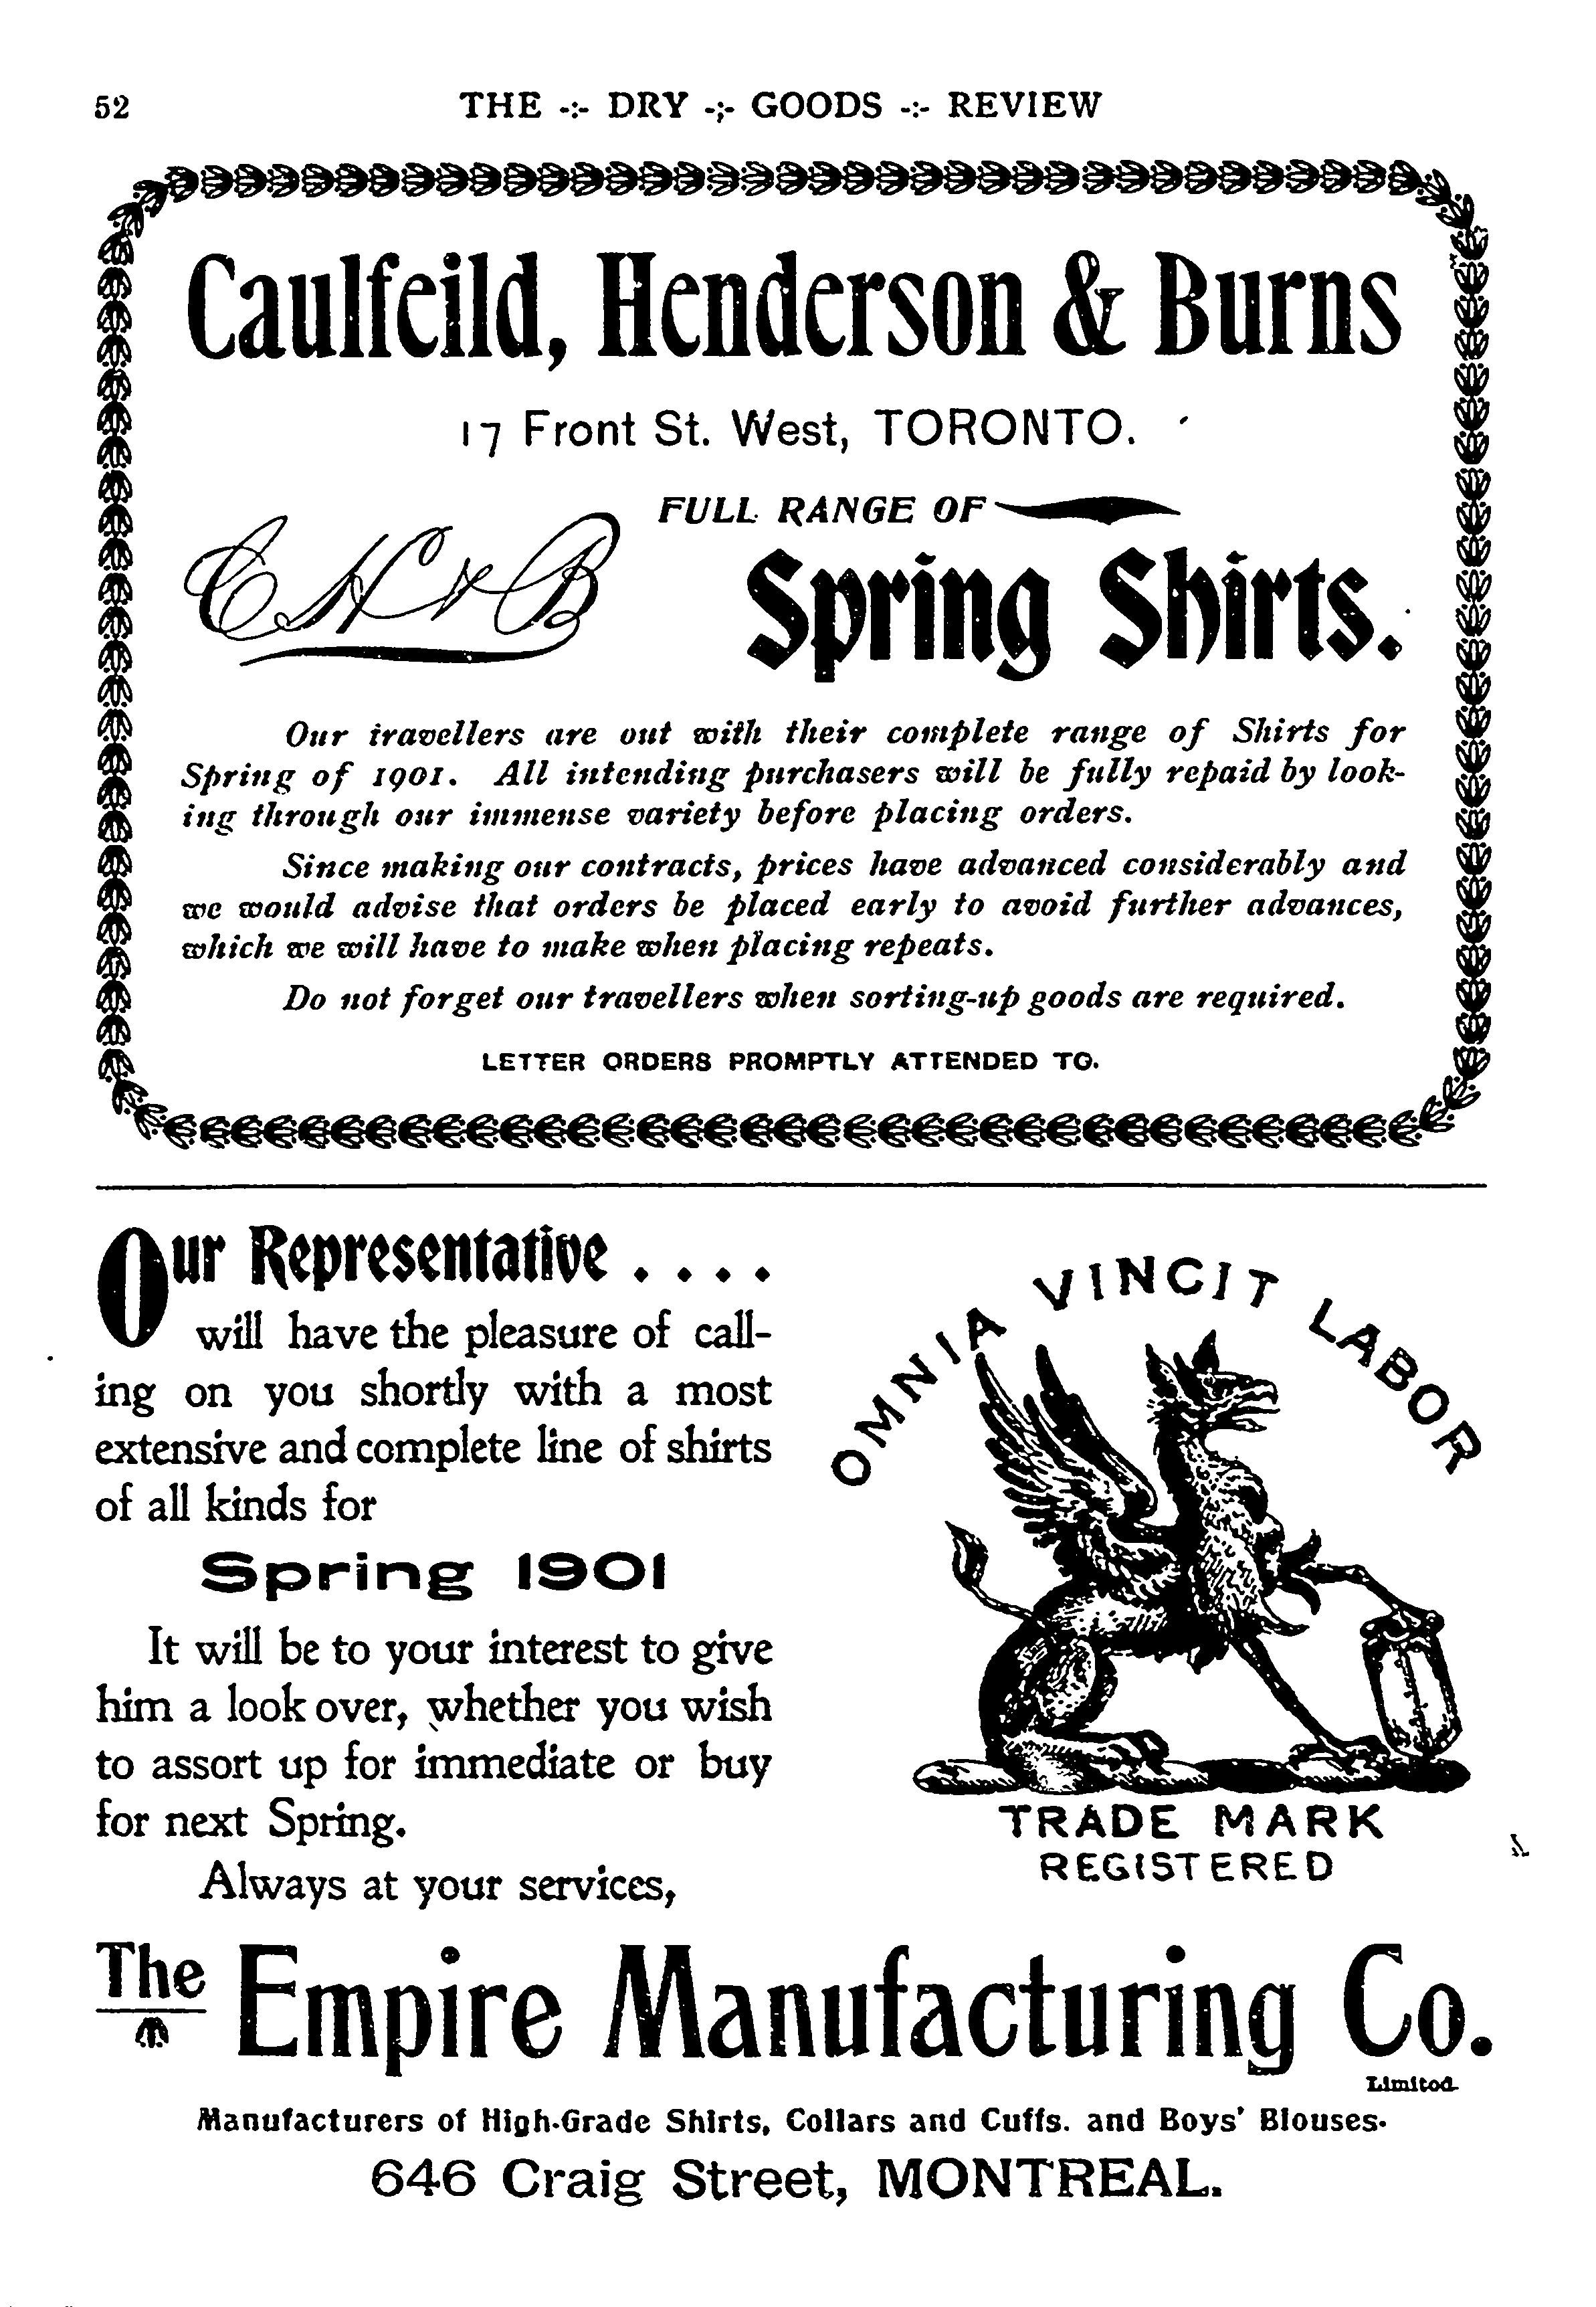 52
THE -:- DRY -:- GOODS -:- REVIEW
Caulfeild, Henderson & Burns
17 Front St. West, TORONTO.
FULL RANGE OF
C H & B
Spring Shirts.
Our travellers are out with their complete range of Shirts for
Spring of 1901. All intending purchasers will be fully repaid by look-
ing through our immense variety before placing orders.
Since making our contracts, prices have advanced considerably and
we would advise that orders be placed early to avoid further advances,
which we will have to make when placing repeats.
Do not forget our travellers when sorting-up goods are required.
LETTER ORDERS PROMPTLY ATTENDED TO.
Our Representative . . . .
will have the pleasure of call-
ing on you shortly with a most
extensive and complete line of shirts
of all kinds for
Spring 1901
It will be to your interest to give
him a look over, whether you wish
to assort up for immediate or buy
for next Spring.
Always at your services,
OMNIA VINCIT LABOR
TRADE MARK
REGISTERED
The Empire Manufacturing Co.
Limited.
Manufacturers of High-Grade Shirts, Collars and Cuffs. and Boys' Blouses.
646 Craig Street, MONTREAL.